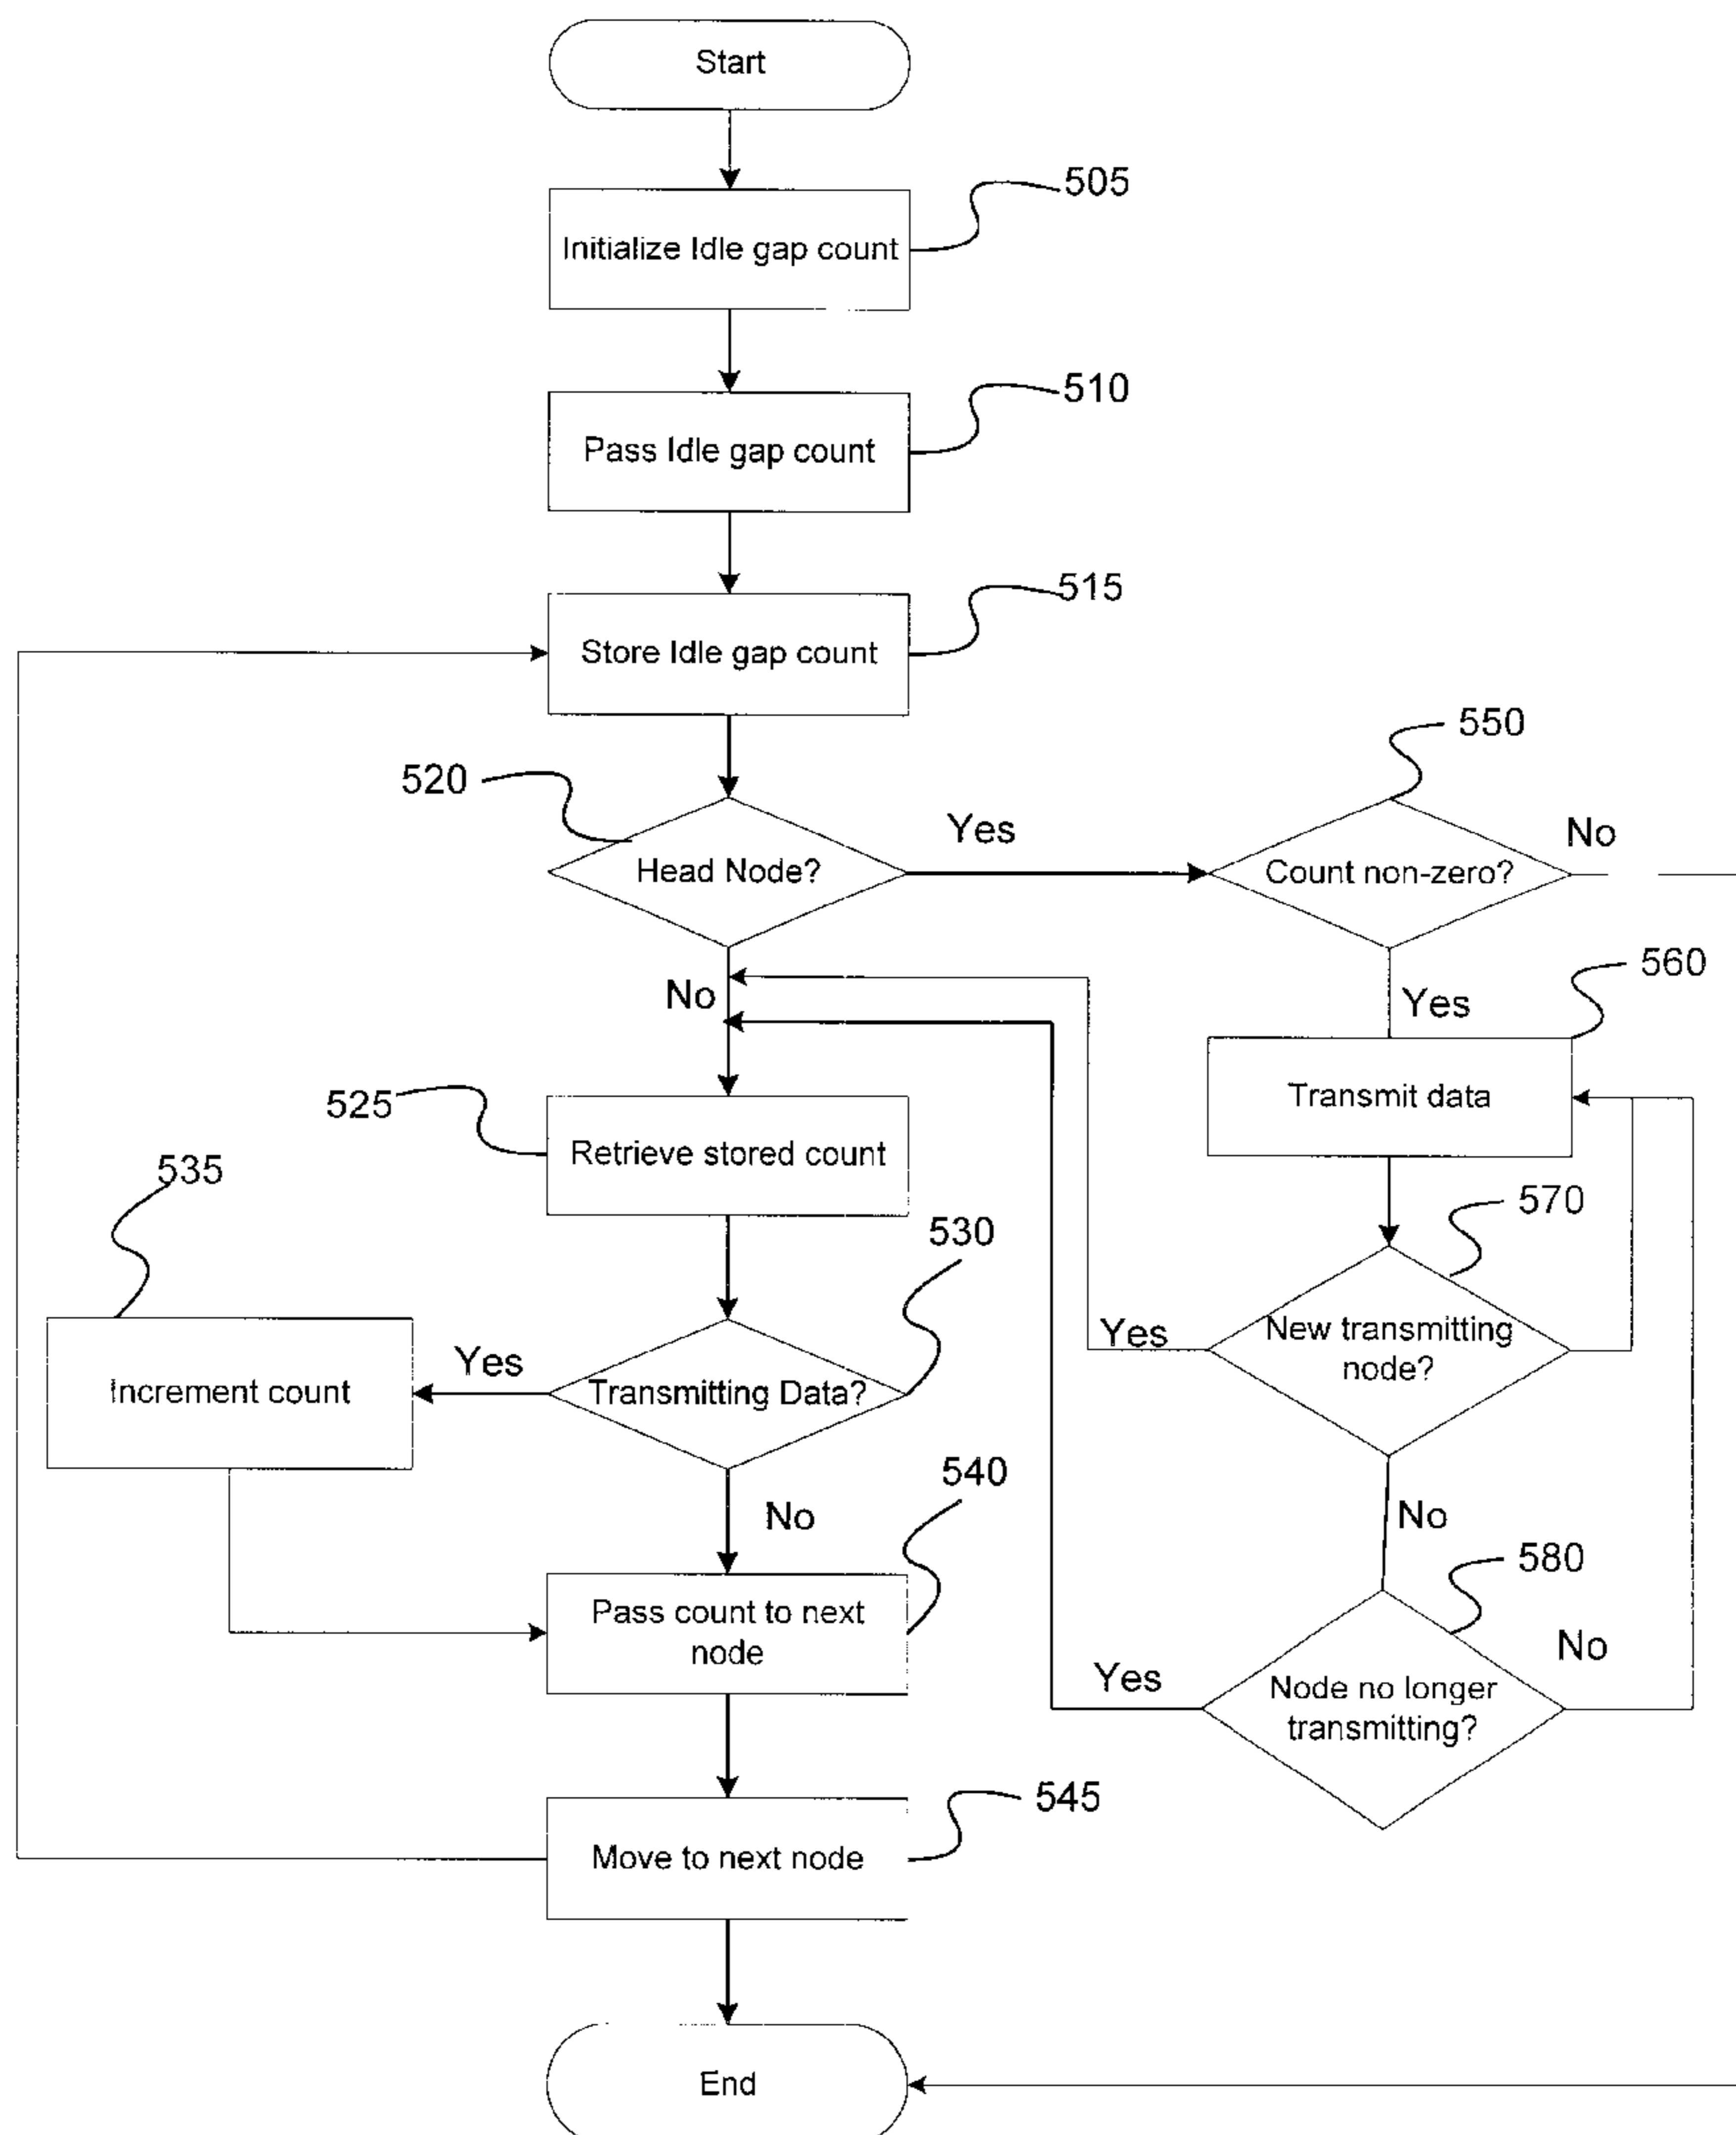 Start
505
Initialize Idle gap count
510
Pass Idle gap count
515
Store Idle gap count
550
520
Yes
No
Head Node?
Count non-zero?
560
No
Yes
525
Transmit data
Retrieve stored count
535
570
530
Yes
New transmitting
node?
Yes
Increment count
Transmitting Data?
540
No
No
580
Pass count to next
node
No
Yes
Node no longer
transmitting?
545
Move to next node
End